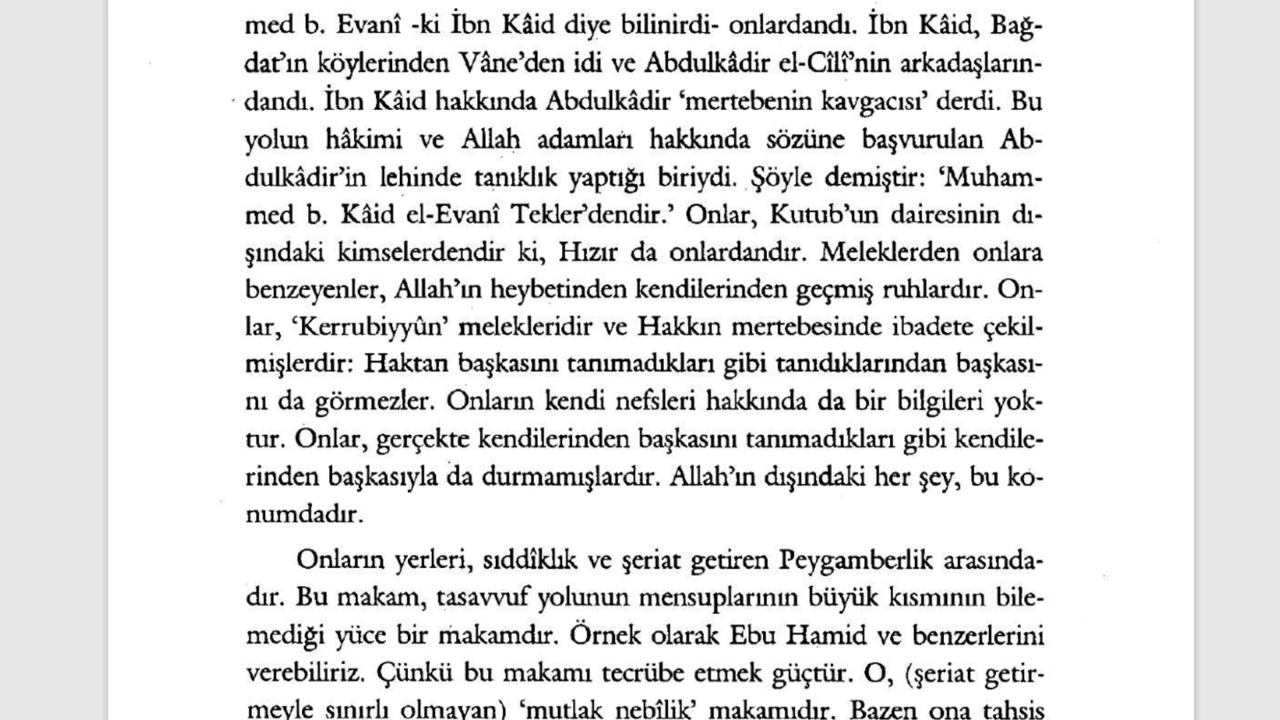 med b. Evanî -ki İbn Kâid diye bilinirdi- onlardandı. İbn Kâid, Bağ-
dat’ın köylerinden Vâne’den idi ve Abdulkâdir el-Cîlî’nin arkadaşların-
dandı. İbn Kâid hakkında Abdulkâdir ‘mertebenin kavgacısı’ derdi. Bu
yolun hâkimi ve Allah adamları hakkında sözüne başvurulan Ab-
dulkâdir’in lehinde tanıklık yaptığı biriydi. Şöyle demiştir: ‘Muham-
med b. Kâid el-Evanî Tekler’dendir.’ Onlar, Kutub’un dairesinin dı-
şındaki kimselerdendir ki, Hızır da onlardandır. Meleklerden onlara
benzeyenler, Allah’ın heybetinden kendilerinden geçmiş ruhlardır. On-
lar, ‘Kerrubiyyûn’ melekleridir ve Hakkın mertebesinde ibadete çekil-
mişlerdir: Haktan başkasını tanımadıkları gibi tanıdıklarından başkası-
nı da görmezler. Onların kendi nefsleri hakkında da bir bilgileri yok-
tur. Onlar, gerçekte kendilerinden başkasını tanımadıkları gibi kendile-
rinden başkasıyla da durmamışlardır. Allah’ın dışındaki her şey, bu ko-
numdadır.
Onların yerleri, sıddîklık ve şeriat getiren Peygamberlik arasında-
dır. Bu makam, tasavvuf yolunun mensuplarının büyük kısmının bile-
mediği yüce bir makamdır. Örnek olarak Ebu Hamid ve benzerlerini
verebiliriz. Çünkü bu makamı tecrübe etmek güçtür. O, (şeriat getir-
meyle sınırlı olmayan) ‘mutlak nebîlik’ makamıdır. Bazen ona tahsis